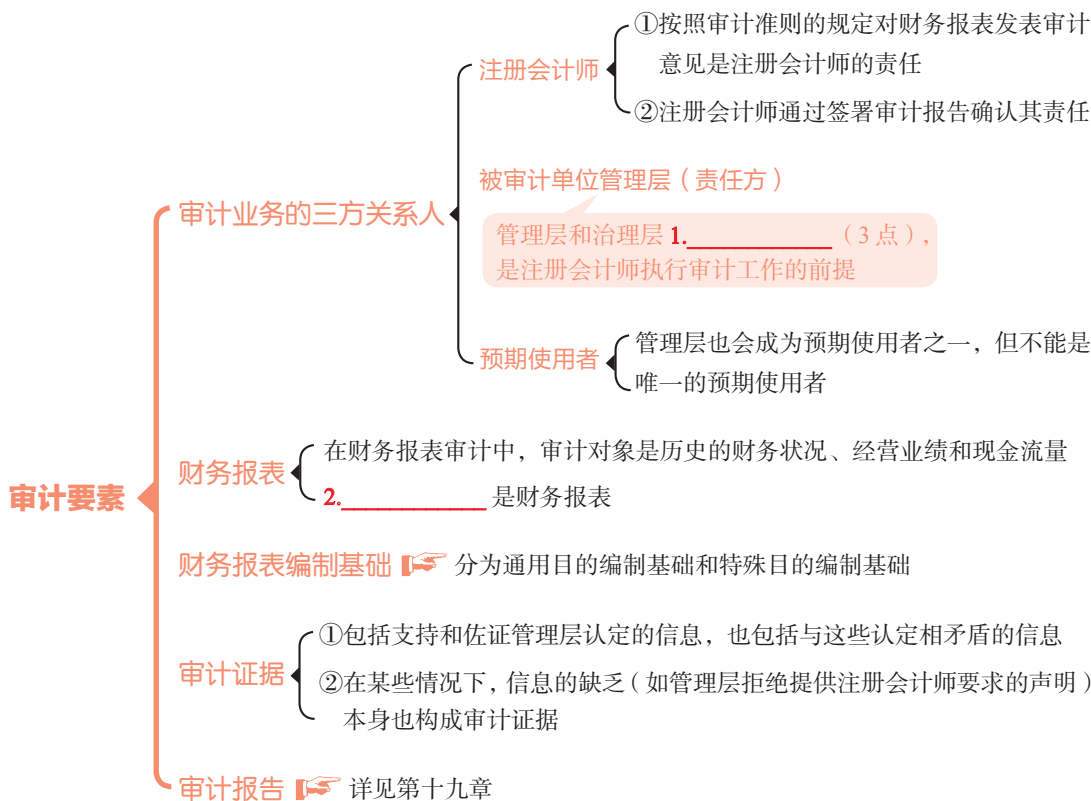 ①按照审计准则的规定对财务报表发表审计
意见是注册会计师的责任
注册会计师
②注册会计师通过签署审计报告确认其责任
被审计单位管理层（责任方）
审计业务的三方关系人
管理层和治理层 1.____________（3点），
是注册会计师执行审计工作的前提
预期使用者
管理层也会成为预期使用者之一，但不能是
唯一的预期使用者
财务报表
在财务报表审计中，审计对象是历史的财务状况、经营业绩和现金流量
2.____________ 是财务报表
审计要素
财务报表编制基础 分为通用目的编制基础和特殊目的编制基础
①包括支持和佐证管理层认定的信息，也包括与这些认定相矛盾的信息
审计证据
②在某些情况下，信息的缺乏（如管理层拒绝提供注册会计师要求的声明）
本身也构成审计证据
审计报告 详见第十九章